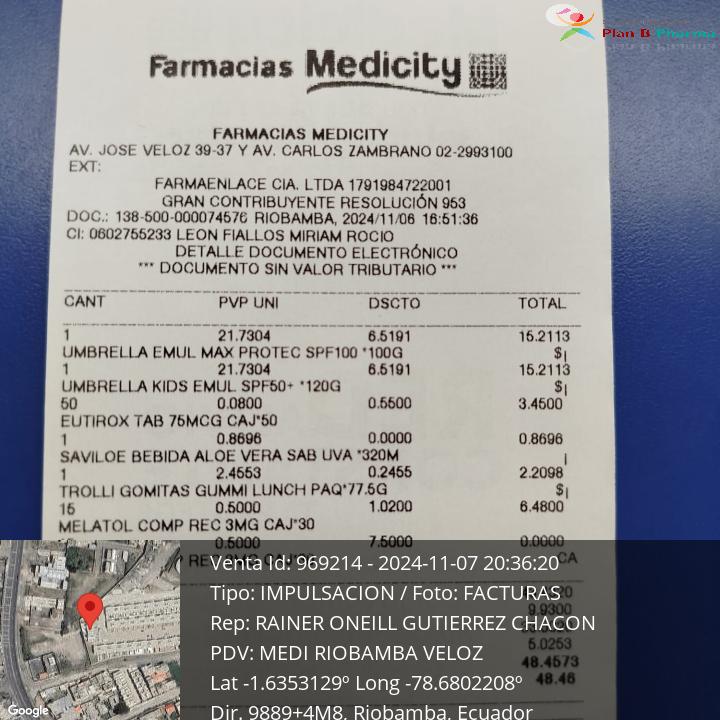 Plan B Pharma
Farmacias Medicity
FARMACIAS MEDICITY
AV. JOSE VELOZ 39-37 Y AV. CARLOS ZAMBRANO 02-2993100
EXT:
FARMAENLACE CIA. LTDA 1791984722001
GRAN CONTRIBUYENTE RESOLUCIÓN 953
DOC.: 138-500-000074576 RIOBAMBA, 2024/11/06 16:51:36
CI: 0602755233 LEON FIALLOS MIRIAM ROCIO
DETALLE DOCUMENTO ELECTRÓNICO
*** DOCUMENTO SIN VALOR TRIBUTARIO ***
CANT PVP UNI DSCTO TOTAL
1 21.7304 6.5191 15.2113
UMBRELLA EMUL MAX PROTEC SPF100 *100G $|
1 21.7304 6.5191 15.2113
UMBRELLA KIDS EMUL SPF50+ *120G $|
50 0.0800 0.5500 3.4500
EUTIROX TAB 75MCG CAJ*50
1 0.8696 0.0000 0.8696
SAVILOE BEBIDA ALOE VERA SAB UVA *320M |
1 2.4553 0.2455 2.2098
TROLLI GOMITAS GUMMI LUNCH PAQ*77.5G $|
15 0.5000 1.0200 6.4800
MELATOL COMP REC 3MG CAJ*30
0.5000 7.5000 0.0000
CA
9.9300
5.0253
48.4573
48.46
Venta Id: 969214 - 2024-11-07 20:36:20
Tipo: IMPULSACION / Foto: FACTURAS
Rep: RAINER ONEILL GUTIERREZ CHACON
PDV: MEDI RIOBAMBA VELOZ
Lat -1.6353129º Long -78.6802208º
Dir. 9889+4M8, Riobamba, Ecuador
Google